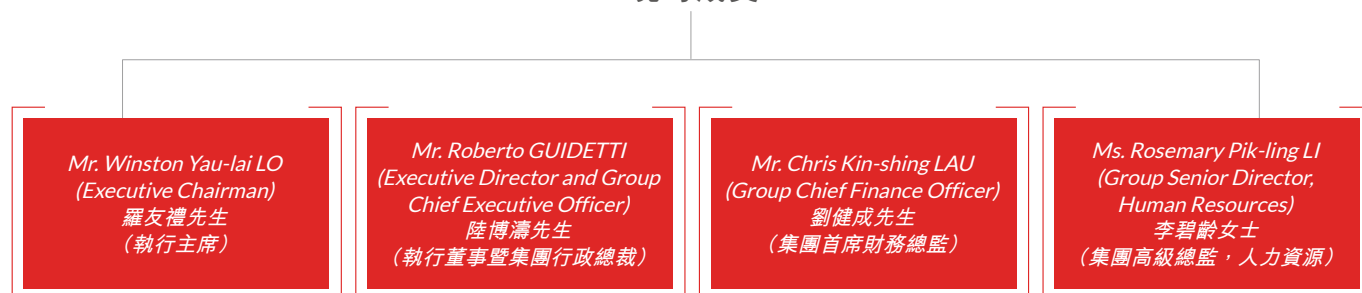 Mr. Winston Yau-lai LO
(Executive Chairman)
羅友禮先生
（執行主席）
Mr. Roberto GUIDETTI
(Executive Director and Group
Chief Executive Officer)
陸博濤先生
（執行董事暨集團行政總裁）
Mr. Chris Kin-shing LAU
(Group Chief Finance Officer)
劉健成先生
（集團首席財務總監）
Ms. Rosemary Pik-ling LI
(Group Senior Director,
Human Resources)
李碧齡女士
（集團高級總監，人力資源）